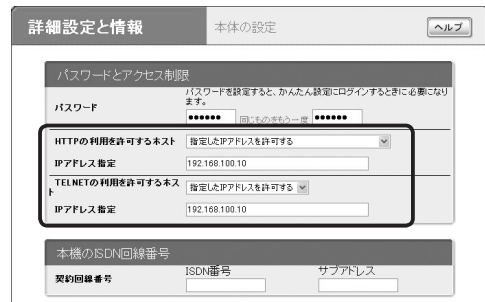 詳細設定と情報 本体の設定 ヘルプ
パスワードとアクセス制限
パスワードを設定すると、かんたん設定にログインするときに必要になり
ます。
パスワード ●●●●●● 同じものをもう一度 ●●●●●●
HTTPの利用を許可するホスト 指定したIPアドレスを許可する
IPアドレス指定 192.168.100.10
TELNETの利用を許可するホス
ト 指定したIPアドレスを許可する
IPアドレス指定 192.168.100.10
本機のISDN回線番号
契約回線番号 ISDN番号 サブアドレス